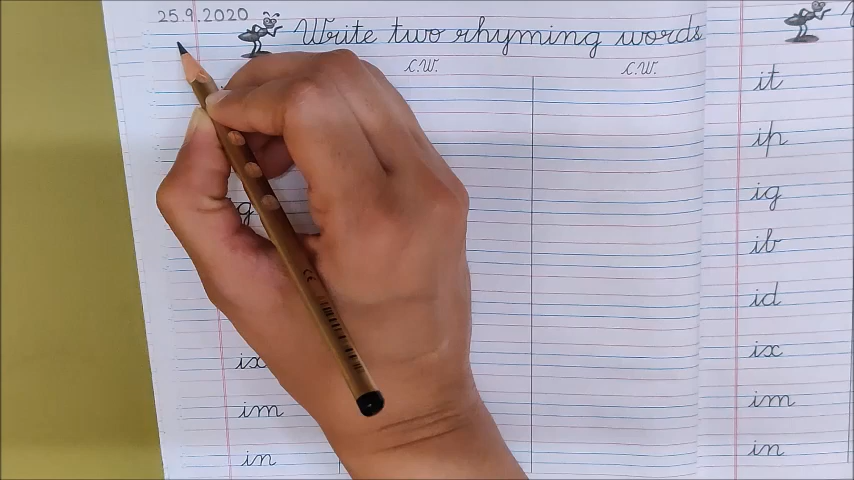 25.9.2020
Write two rhyming words
C.W. C.W.
it
ip
g ig
ib
id
ix ix
im im
in in